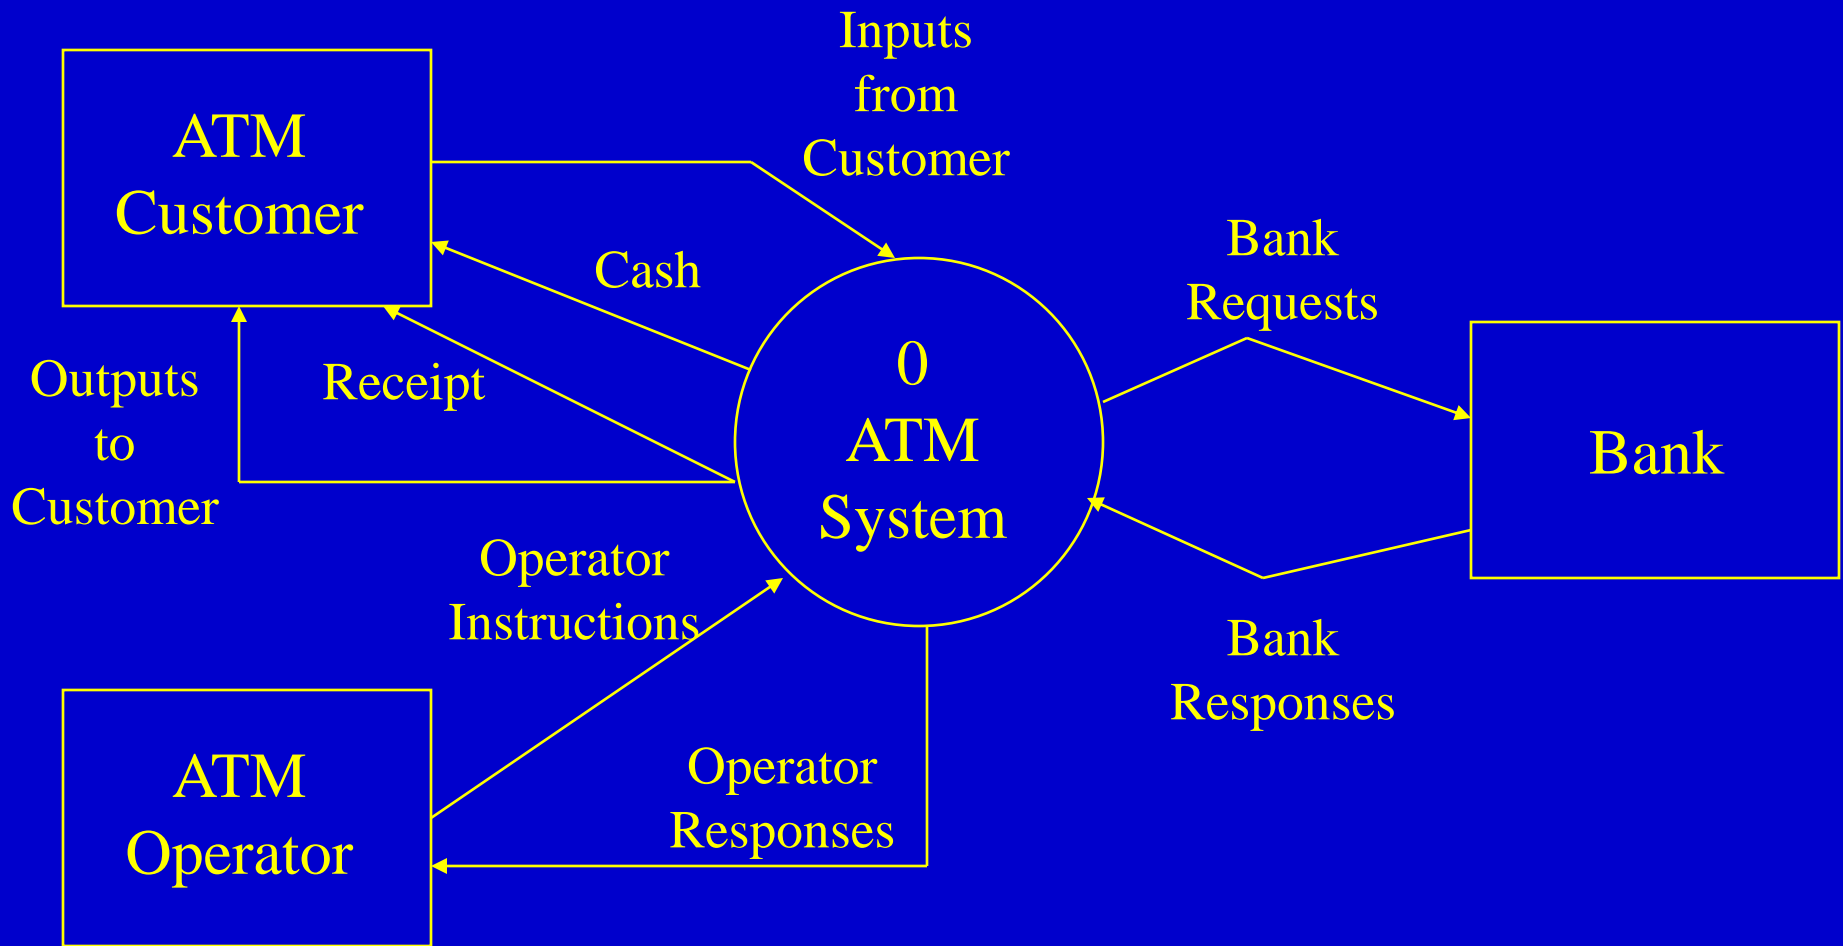 Inputs
from
Customer
ATM
Customer
Cash
Bank
Requests
Outputs
to
Customer
Receipt
0
ATM
System
Bank
Operator
Instructions
Bank
Responses
ATM
Operator
Operator
Responses